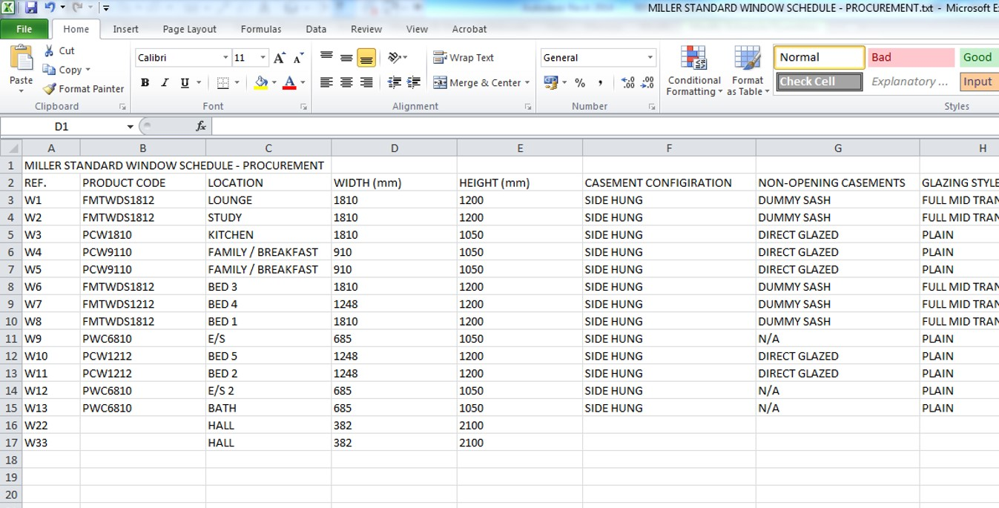 MILLER STANDARD WINDOW SCHEDULE - PROCUREMENT.txt - Microsoft
File Home Insert Page Layout Formulas Data Review View Acrobat
Cut Calibri 11 Wrap Text General Normal Bad Good
Copy
Paste B I U Merge & Center % , Conditional Formatting Format as Table Check Cell Explanatory ... Input
Format Painter
Clipboard Font Alignment Number Styles
D1 fx
A B C D E F G H
1 MILLER STANDARD WINDOW SCHEDULE - PROCUREMENT
2 REF. PRODUCT CODE LOCATION WIDTH (mm) HEIGHT (mm) CASEMENT CONFIGIRATION NON-OPENING CASEMENTS GLAZING STYLE
3 W1 FMTWDS1812 LOUNGE 1810 1200 SIDE HUNG DUMMY SASH FULL MID TRAN
4 W2 FMTWDS1812 STUDY 1810 1200 SIDE HUNG DUMMY SASH FULL MID TRAN
5 W3 PCW1810 KITCHEN 1810 1050 SIDE HUNG DIRECT GLAZED PLAIN
6 W4 PCW9110 FAMILY / BREAKFAST 910 1050 SIDE HUNG DIRECT GLAZED PLAIN
7 W5 PCW9110 FAMILY / BREAKFAST 910 1050 SIDE HUNG DIRECT GLAZED PLAIN
8 W6 FMTWDS1812 BED 3 1810 1200 SIDE HUNG DUMMY SASH FULL MID TRAN
9 W7 FMTWDS1212 BED 4 1248 1200 SIDE HUNG DUMMY SASH FULL MID TRAN
10 W8 FMTWDS1812 BED 1 1810 1200 SIDE HUNG DUMMY SASH FULL MID TRAN
11 W9 PWC6810 E/S 685 1050 SIDE HUNG N/A PLAIN
12 W10 PCW1212 BED 5 1248 1200 SIDE HUNG DIRECT GLAZED PLAIN
13 W11 PCW1212 BED 2 1248 1200 SIDE HUNG DIRECT GLAZED PLAIN
14 W12 PWC6810 E/S 2 685 1050 SIDE HUNG N/A PLAIN
15 W13 PWC6810 BATH 685 1050 SIDE HUNG N/A PLAIN
16 W22 HALL 382 2100
17 W33 HALL 382 2100
18
19
20